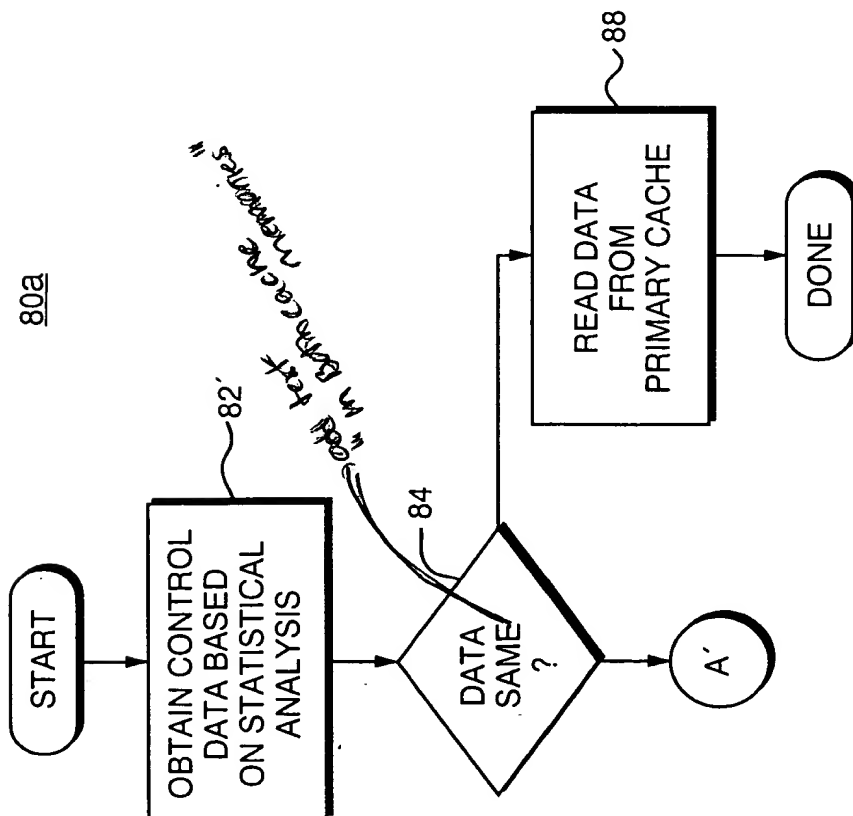 80a
START
OBTAIN CONTROL
DATA BASED
ON STATISTICAL
ANALYSIS
82'
add text
"in Both cache
memories"
84
DATA
SAME
?
88
READ DATA
FROM
PRIMARY CACHE
A'
DONE